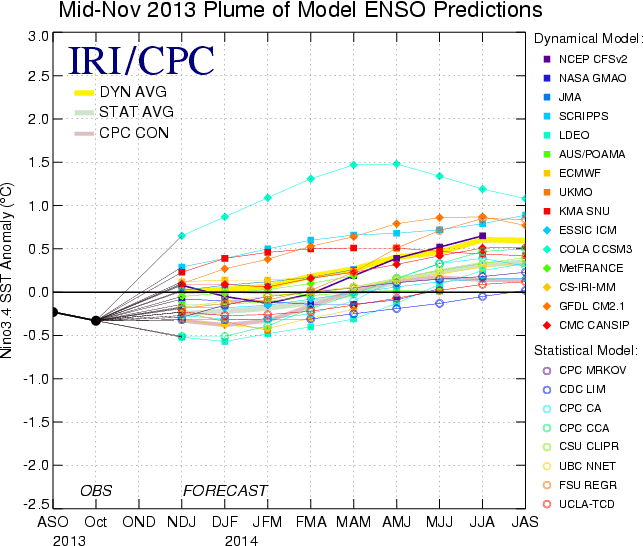 Mid-Nov 2013 Plume of Model ENSO Predictions
3.0
2.5
2.0
1.5
1.0
0.5
0.0
-0.5
-1.0
-1.5
-2.0
-2.5
Nino3.4 SST Anomaly (°C)
IRI/CPC
DYN AVG
STAT AVG
CPC CON
OBS FORECAST
ASO Oct OND NDJ DJF JFM FMA MAM AMJ MJJ JJA JAS
2013 2014
Dynamical Model:
NCEP CFSv2
NASA GMAO
JMA
SCRIPPS
LDEO
AUS/POAMA
ECMWF
UKMO
KMA SNU
ESSIC ICM
COLA CCSM3
MetFRANCE
CS-IRI-MM
GFDL CM2.1
CMC CANSIP
Statistical Model:
CPC MRKOV
CDC LIM
CPC CA
CPC CCA
CSU CLIPR
UBC NNET
FSU REGR
UCLA-TCD